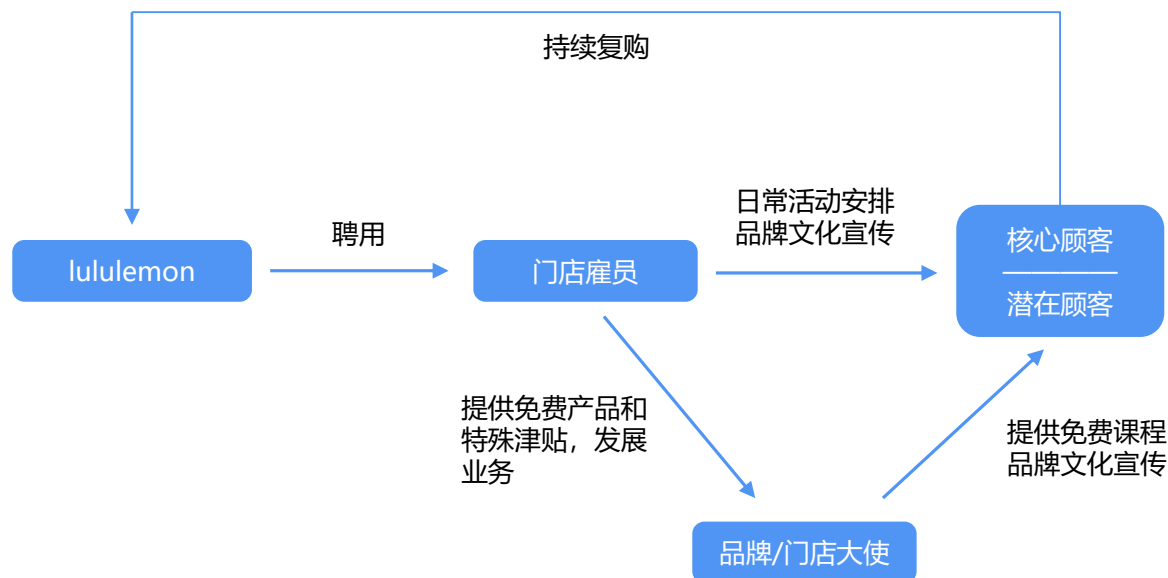 持续复购
日常活动安排
品牌文化宣传
聘用
lululemon
门店雇员
核心顾客
潜在顾客
提供免费产品和
特殊津贴，发展
业务
提供免费课程
品牌文化宣传
品牌/门店大使